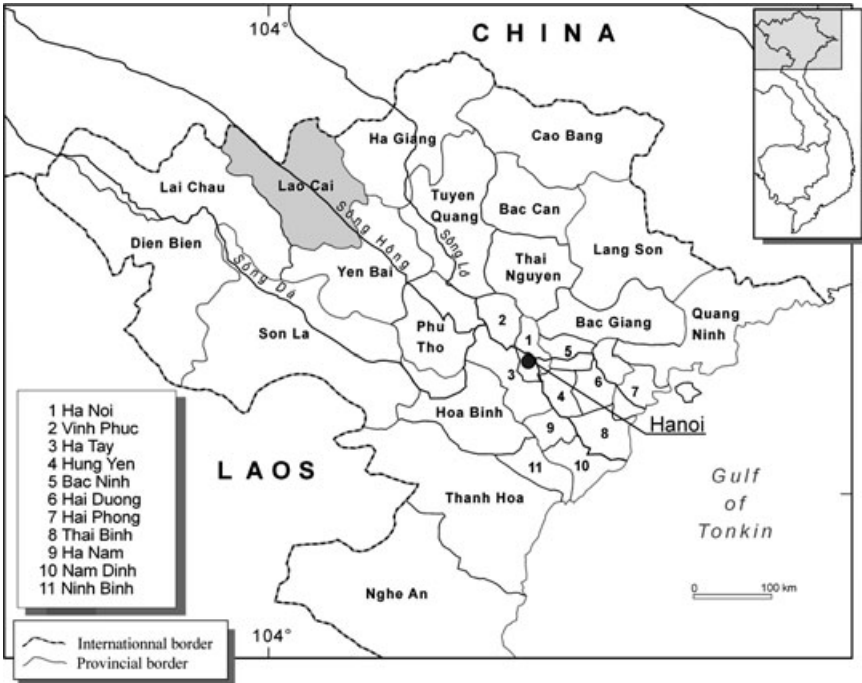 104°
CHINA
Ha Giang
Cao Bang
Lai Chau
Lao Cai
Tuyen
Quang
Bac Can
Sông Hồng
Sông Lô
Dien Bien
Lang Son
Yen Bai
Thai
Nguyen
Sông Đá
Son La
Phu
Tho
Bac Giang
Quang
Ninh
2
1
5
3
6
7
4
Hoa Binh
8
9
Hanoi
11
10
LAOS
Thanh Hoa
Gulf
of
Tonkin
Nghe An
0 100 km
1 Ha Noi
2 Vinh Phuc
3 Ha Tay
4 Hung Yen
5 Bac Ninh
6 Hai Duong
7 Hai Phong
8 Thai Binh
9 Ha Nam
10 Nam Dinh
11 Ninh Binh
Internationnal border
Provincial border
104°